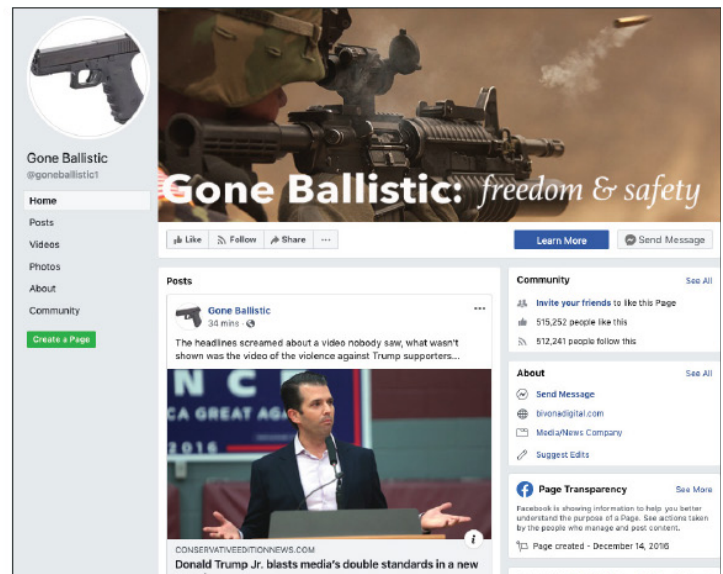 Gone Ballistic
@goneballistic1
Home
Posts
Videos
Photos
About
Community
Create a Page
Gone Ballistic: freedom & safety
Like
Follow
Share
...
Learn More
Send Message
Posts
Gone Ballistic
...
34 mins ·
The headlines screamed about a video nobody saw, what wasn't
shown was the video of the violence against Trump supporters...
N C E
CA GREAT AGA
2016
i
CONSERVATIVEEDITIONNEWS.COM
Donald Trump Jr. blasts media's double standards in a new
Community
See All
Invite your friends to like this Page
515,252 people like this
512,241 people follow this
About
See All
Send Message
bivonadigital.com
Media/News Company
Suggest Edits
Page Transparency
See More
Facebook is showing information to help you better
understand the purpose of a Page. See actions taken
by the people who manage and post content.
Page created - December 14, 2016